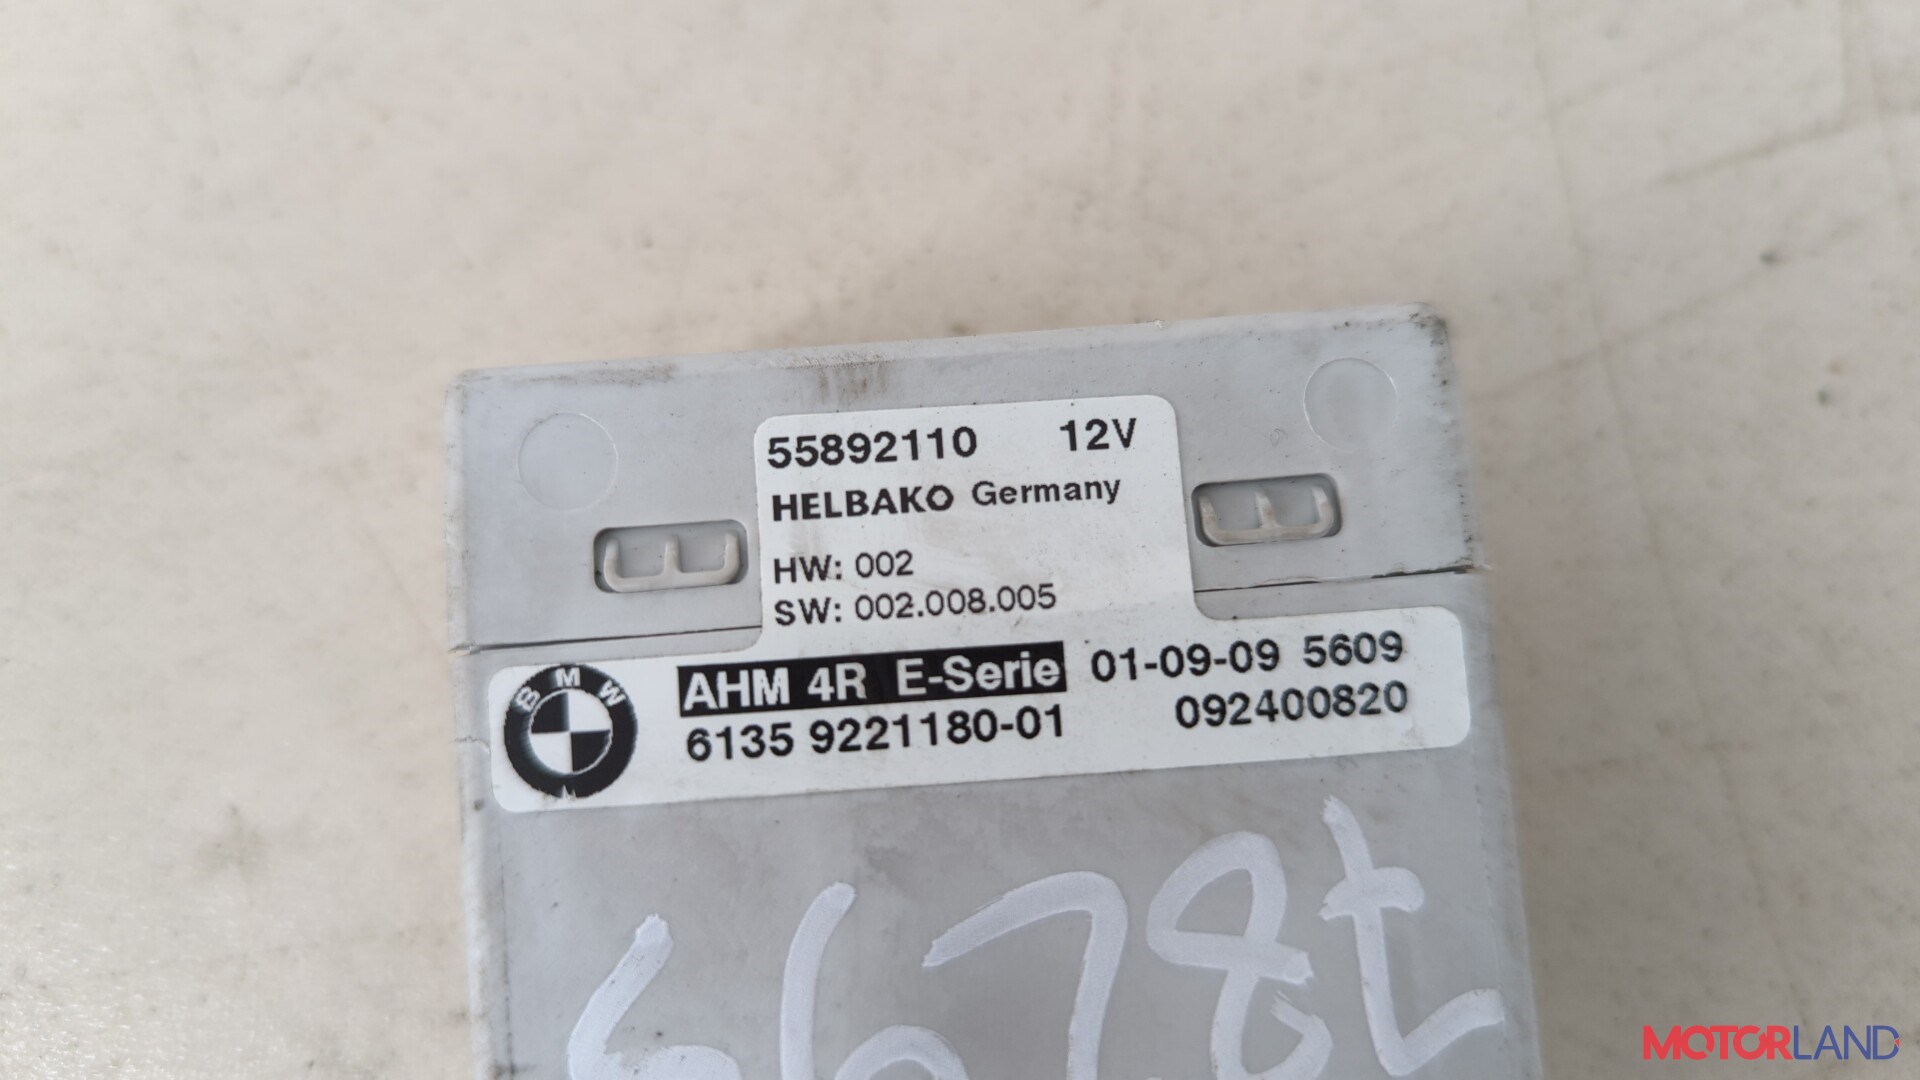 55892110 12V
HELBAKO Germany
HW: 002
SW: 002.008.005
BMW
AHM 4R E-Serie 01-09-09 5609
6135 9221180-01 092400820
6678t
MOTORLAND